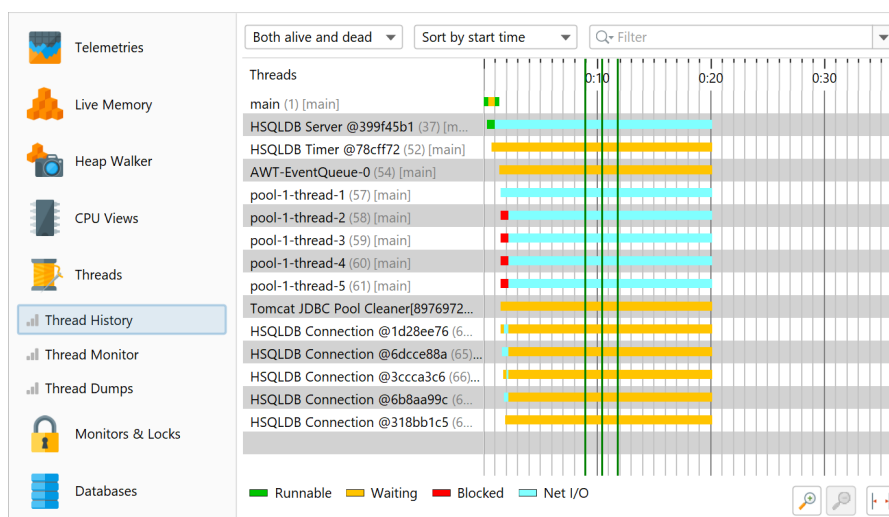 Telemetries
Live Memory
Heap Walker
CPU Views
Threads
Thread History
Thread Monitor
Thread Dumps
Monitors & Locks
Databases
Both alive and dead
Sort by start time
Filter
Threads
0:10
0:20
0:30
main (1) [main]
HSQLDB Server @399f45b1 (37) [m...
HSQLDB Timer @78cff72 (52) [main]
AWT-EventQueue-0 (54) [main]
pool-1-thread-1 (57) [main]
pool-1-thread-2 (58) [main]
pool-1-thread-3 (59) [main]
pool-1-thread-4 (60) [main]
pool-1-thread-5 (61) [main]
Tomcat JDBC Pool Cleaner[8976972...
HSQLDB Connection @1d28ee76 (6...
HSQLDB Connection @6dcce88a (65)...
HSQLDB Connection @3ccca3c6 (66)...
HSQLDB Connection @6b8aa99c (6...
HSQLDB Connection @318bb1c5 (6...
Runnable
Waiting
Blocked
Net I/O